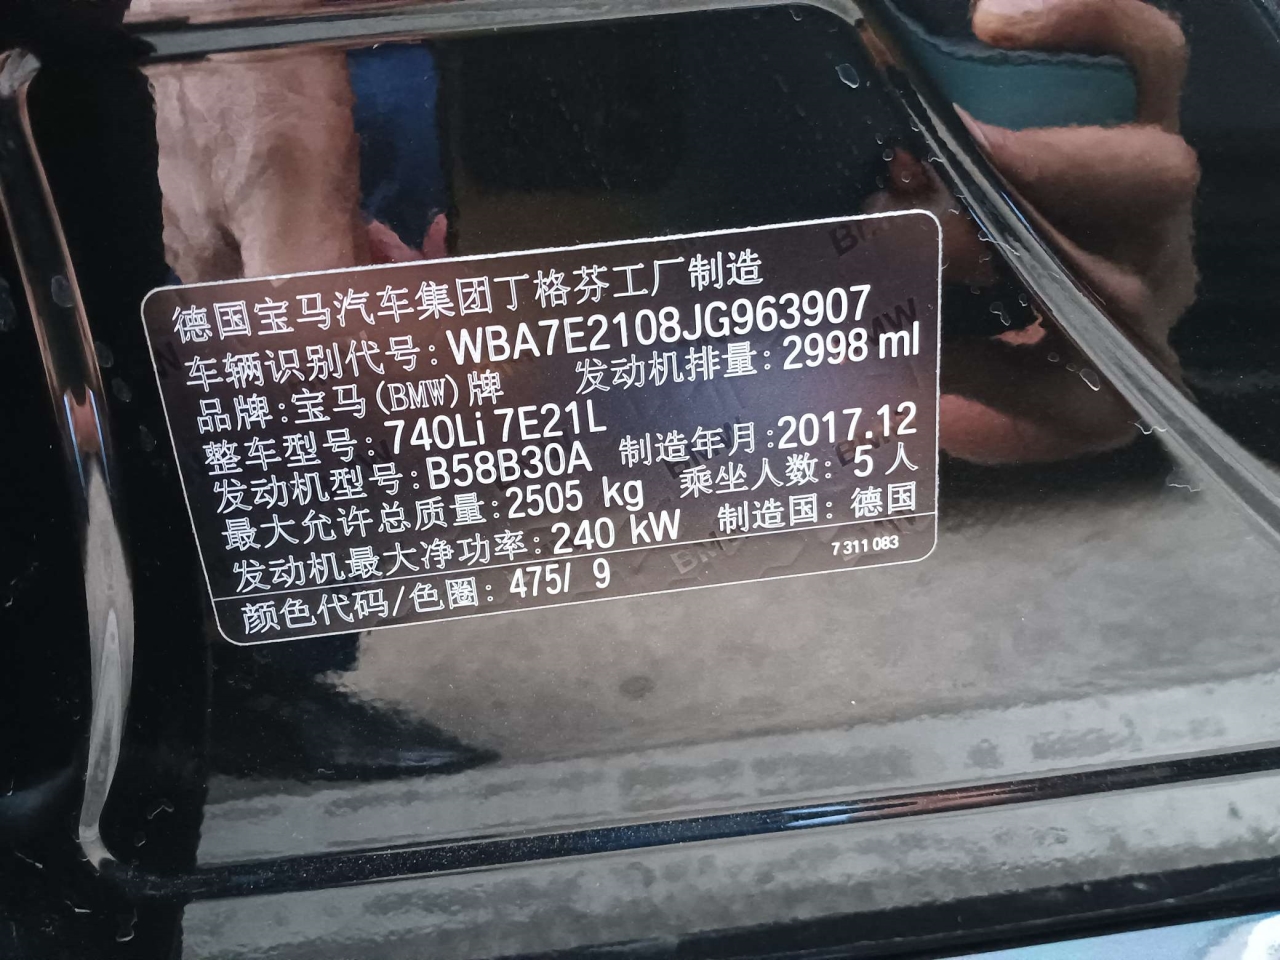 德国宝马汽车集团丁格芬工厂制造
车辆识别代号:WBA7E2108JG963907
品牌:宝马(BMW)牌 发动机排量:2998 ml
整车型号:740Li 7E21L
发动机型号:B58B30A 制造年月:2017.12
最大允许总质量:2505 kg 乘坐人数:5人
发动机最大净功率:240 kW 制造国:德国
颜色代码/色圈:475/ 9 7 311 083